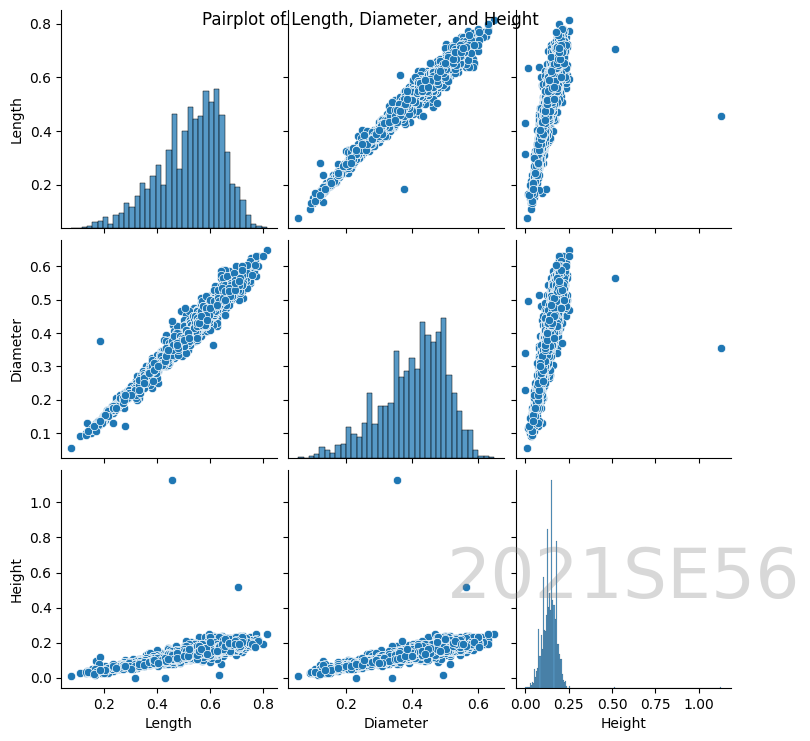 Pairplot of Length, Diameter, and Height
0.8
0.6
0.4
0.2
Length
0.6
0.5
0.4
0.3
0.2
0.1
Diameter
1.0
0.8
0.6
0.4
0.2
0.0
Height
2021SE56
0.2 0.4 0.6 0.8
Length
0.2 0.4 0.6
Diameter
0.00 0.25 0.50 0.75 1.00
Height